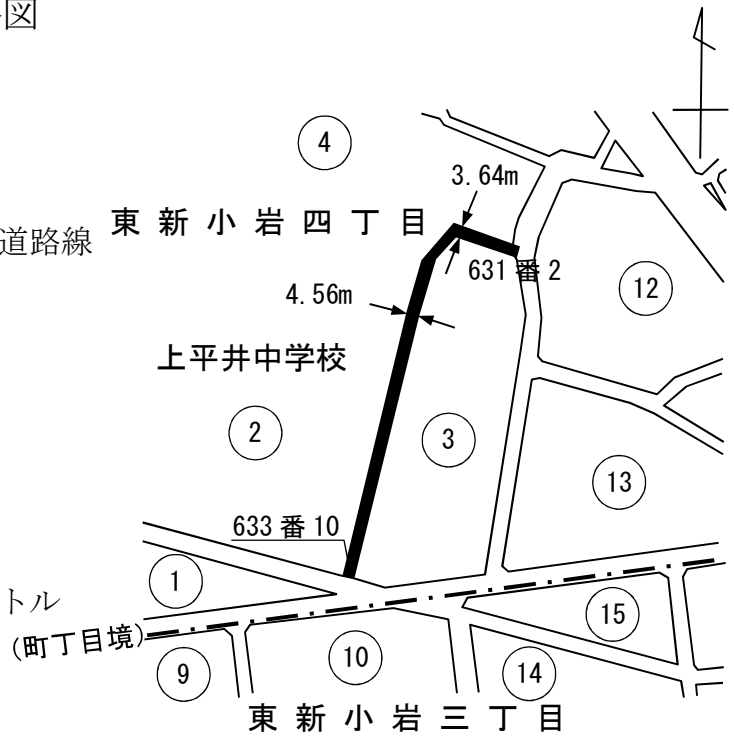 図
4
3.64m
東新小岩四丁目
道路線
631番2
12
4.56m
上平井中学校
2
3
13
633番10
1
トル
15
(町丁目境)
9
10
14
東新小岩三丁目